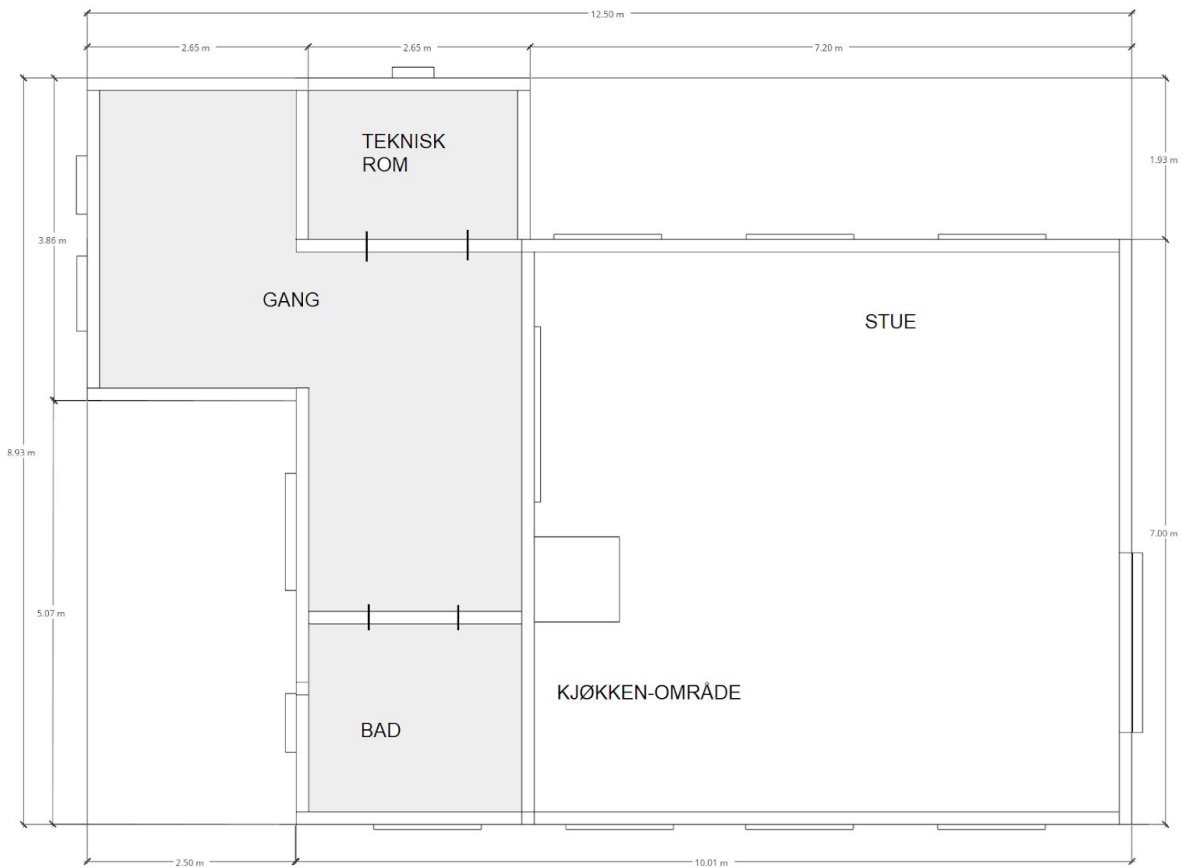 12.50 m
2.65 m
2.65 m
7.20 m
TEKNISK
ROM
1.93 m
3.86 m
GANG
STUE
8.93 m
7.00 m
5.07 m
KJØKKEN-OMRÅDE
BAD
2.50 m
10.01 m